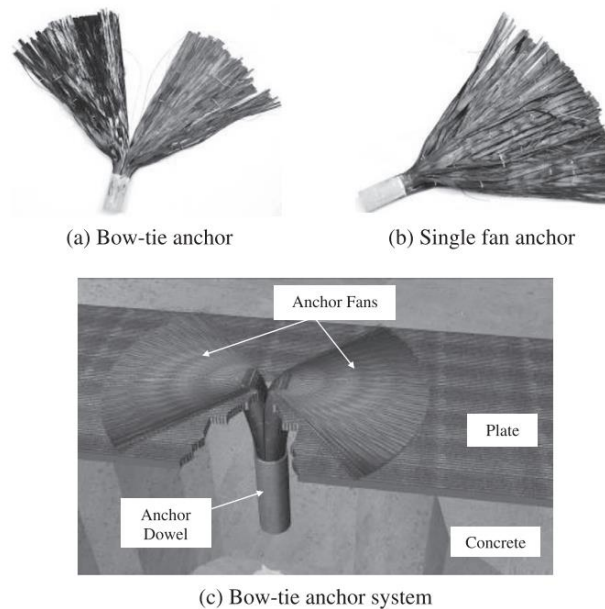 (a) Bow-tie anchor
(b) Single fan anchor
Anchor Fans
Plate
Anchor
Dowel
Concrete
(c) Bow-tie anchor system